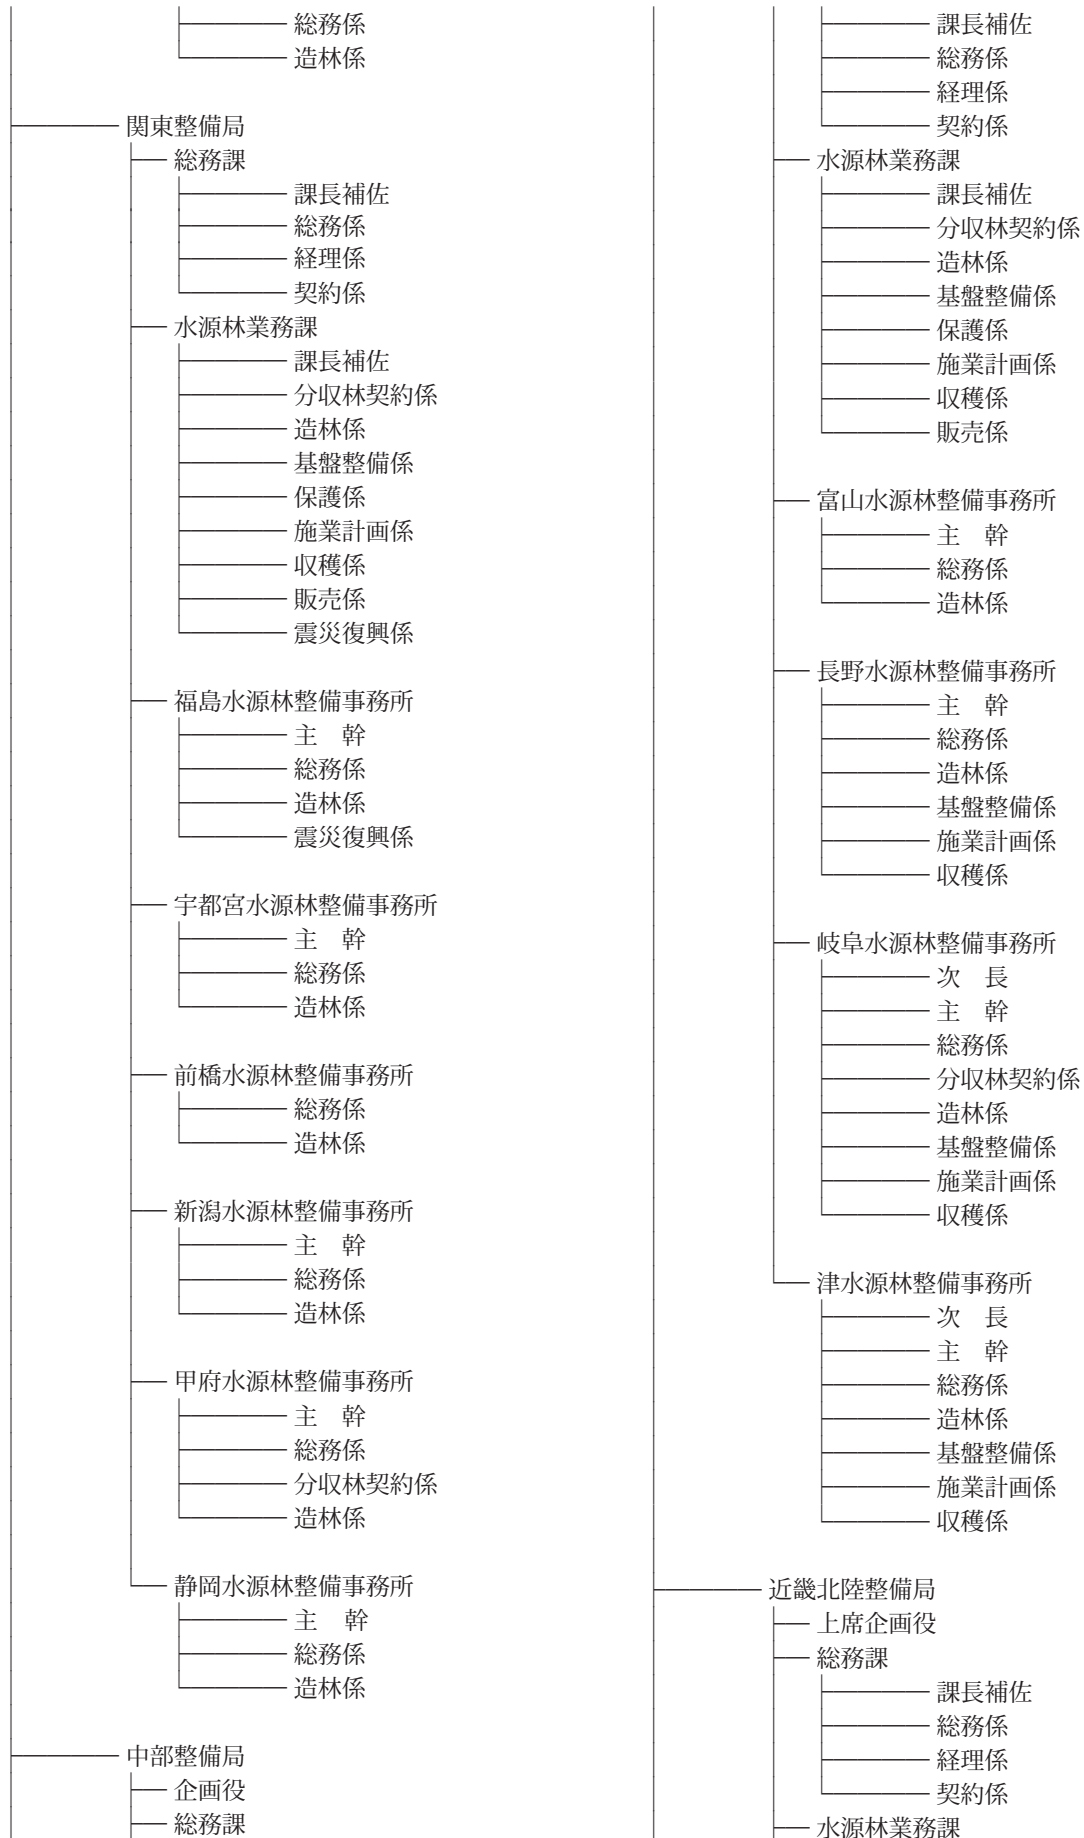 総務係
造林係
関東整備局
総務課
課長補佐
総務係
経理係
契約係
水源林業務課
課長補佐
分収林契約係
造林係
基盤整備係
保護係
施業計画係
収穫係
販売係
震災復興係
福島水源林整備事務所
主　幹
総務係
造林係
震災復興係
宇都宮水源林整備事務所
主　幹
総務係
造林係
前橋水源林整備事務所
総務係
造林係
新潟水源林整備事務所
主　幹
総務係
造林係
甲府水源林整備事務所
主　幹
総務係
分収林契約係
造林係
静岡水源林整備事務所
主　幹
総務係
造林係
中部整備局
企画役
総務課
課長補佐
総務係
経理係
契約係
水源林業務課
課長補佐
分収林契約係
造林係
基盤整備係
保護係
施業計画係
収穫係
販売係
富山水源林整備事務所
主　幹
総務係
造林係
長野水源林整備事務所
主　幹
総務係
造林係
基盤整備係
施業計画係
収穫係
岐阜水源林整備事務所
次　長
主　幹
総務係
分収林契約係
造林係
基盤整備係
施業計画係
収穫係
津水源林整備事務所
次　長
主　幹
総務係
造林係
基盤整備係
施業計画係
収穫係
近畿北陸整備局
上席企画役
総務課
課長補佐
総務係
経理係
契約係
水源林業務課